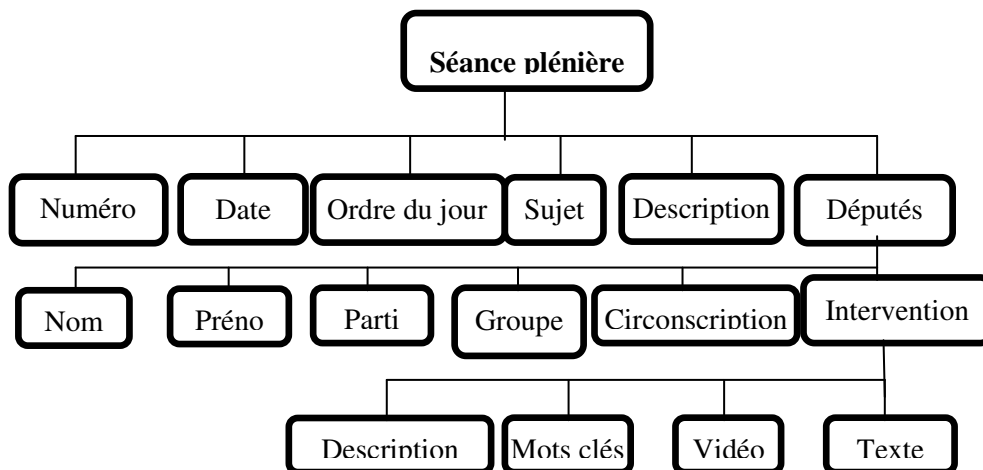 Séance plénière
Numéro Date Ordre du jour Sujet Description Députés
Nom Préno Parti Groupe Circonscription Intervention
Description Mots clés Vidéo Texte